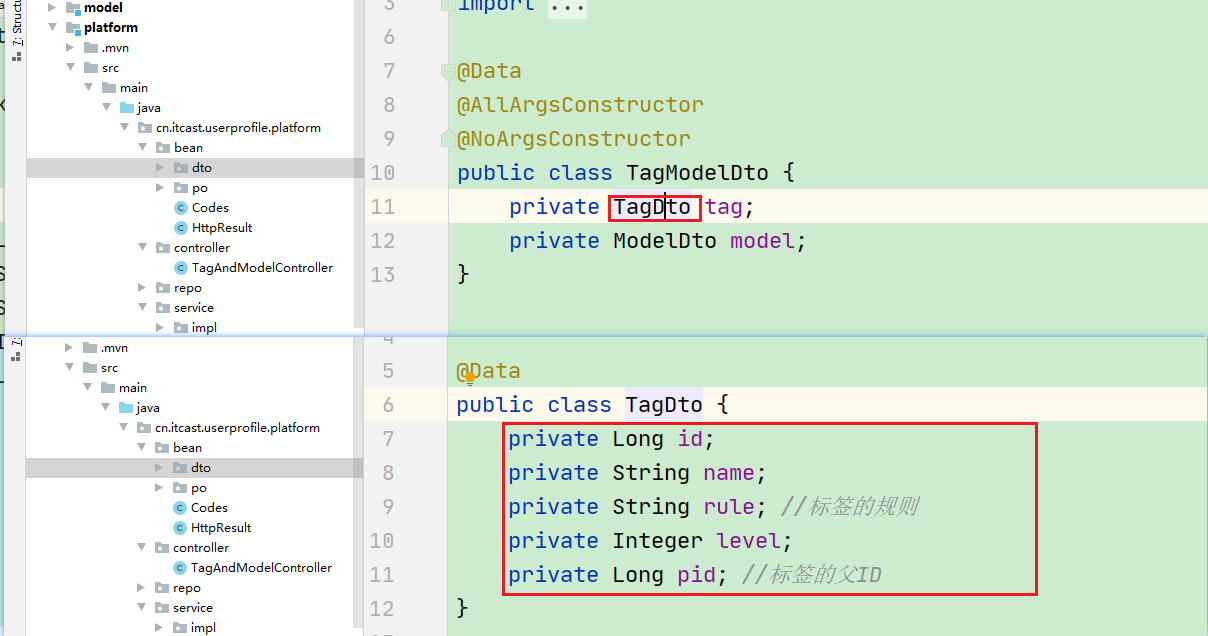 model
platform
.mvn
src
main
java
cn.itcast.userprofile.platform
bean
dto
po
Codes
HttpResult
controller
TagAndModelController
repo
service
impl
7: Structu
3 import ...
6
7 @Data
8 @AllArgsConstructor
9 @NoArgsConstructor
10 public class TagModelDto {
11 private TagDto tag;
12 private ModelDto model;
13 }
.mvn
src
main
java
cn.itcast.userprofile.platform
bean
dto
po
Codes
HttpResult
controller
TagAndModelController
repo
service
impl
7:
5 @Data
6 public class TagDto {
7 private Long id;
8 private String name;
9 private String rule; //标签的规则
10 private Integer level;
11 private Long pid; //标签的父ID
12 }